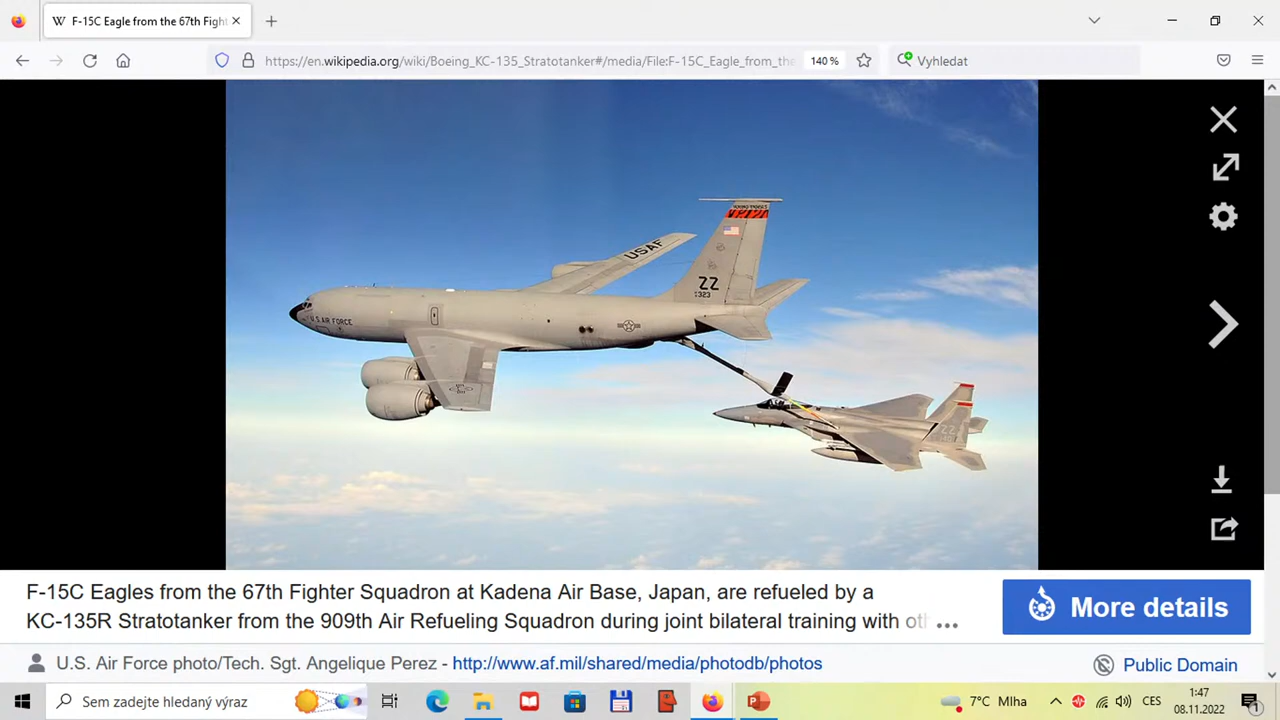 F-15C Eagle from the 67th Fight
https://en.wikipedia.org/wiki/Boeing_KC-135_Stratotanker#/media/File:F-15C_Eagle_from_the
140 %
Vyhledat
USAF
ZZ
U.S. AIR FORCE
ZZ
F-15C Eagles from the 67th Fighter Squadron at Kadena Air Base, Japan, are refueled by a
KC-135R Stratotanker from the 909th Air Refueling Squadron during joint bilateral training with oth
More details
U.S. Air Force photo/Tech. Sgt. Angelique Perez - http://www.af.mil/shared/media/photodb/photos
Public Domain
Sem zadejte hledaný výraz
7°C Mlha
CES
1:47
08.11.2022